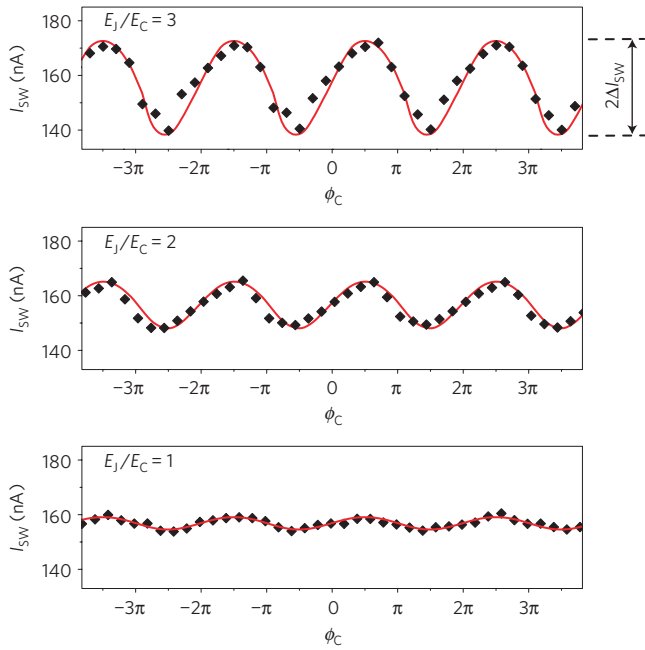 E_J/E_C = 3
180
160
140
I_SW (nA)
2ΔI_SW
−3π −2π −π 0 π 2π 3π
ϕ_C
E_J/E_C = 2
180
160
140
I_SW (nA)
−3π −2π −π 0 π 2π 3π
ϕ_C
E_J/E_C = 1
180
160
140
I_SW (nA)
−3π −2π −π 0 π 2π 3π
ϕ_C